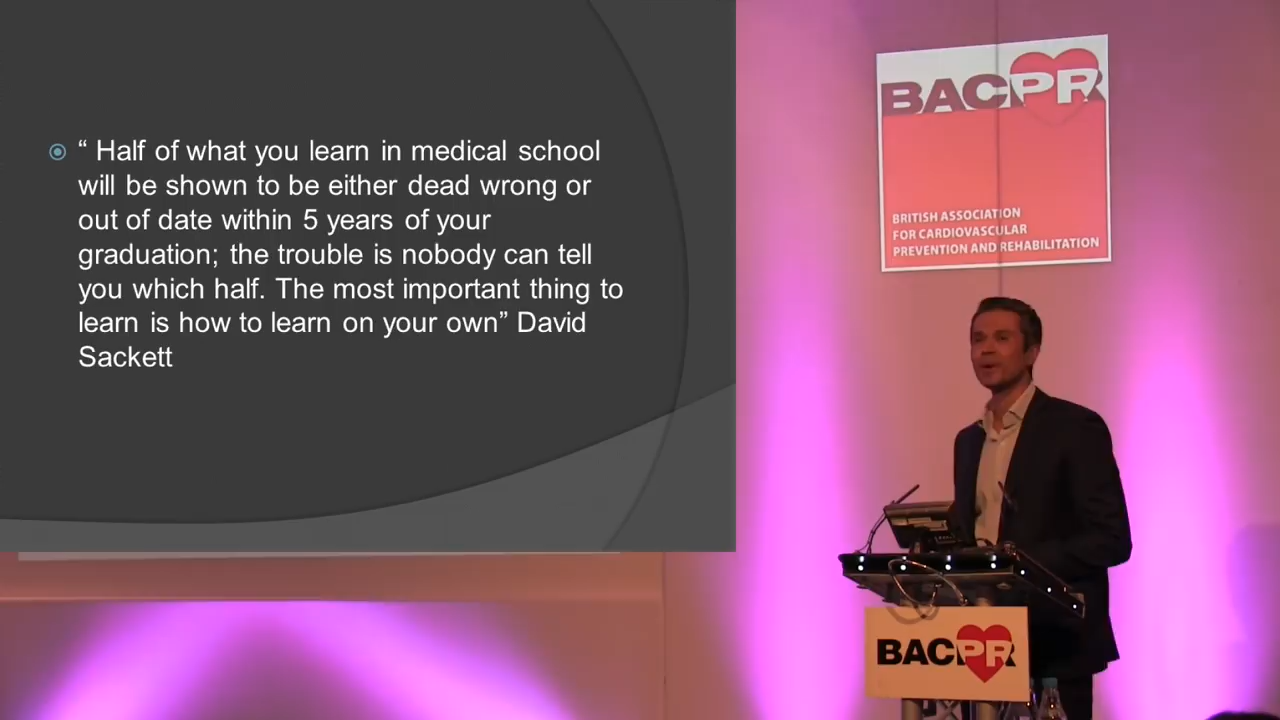 “ Half of what you learn in medical school
will be shown to be either dead wrong or
out of date within 5 years of your
graduation; the trouble is nobody can tell
you which half. The most important thing to
learn is how to learn on your own” David
Sackett
BACPR
BRITISH ASSOCIATION
FOR CARDIOVASCULAR
PREVENTION AND REHABILITATION
BACPR